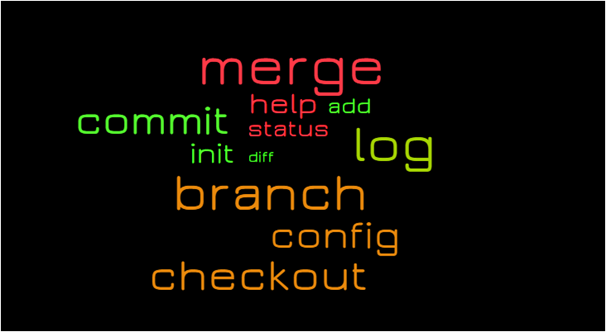 merge
help add
commit status
init diff log
branch
config
checkout